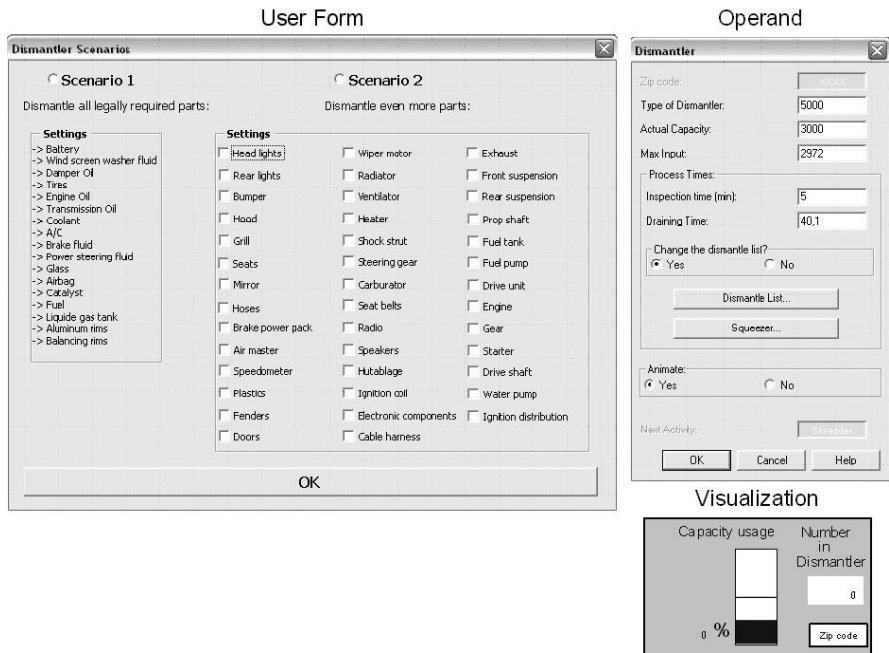 User Form
Dismantler Scenarios
Scenario 1
Scenario 2
Dismantle all legally required parts:
Dismantle even more parts:
Settings
-> Battery
-> Wind screen washer fluid
-> Damper Oil
-> Tires
-> Engine Oil
-> Transmission Oil
-> Coolant
-> A/C
-> Brake fluid
-> Power steering fluid
-> Glass
-> Airbag
-> Catalyst
-> Fuel
-> Liquide gas tank
-> Aluminum rims
-> Balancing rims
Settings
Head lights
Rear lights
Bumper
Hood
Grill
Seats
Mirror
Hoses
Brake power pack
Air master
Speedometer
Plastics
Fenders
Doors
Wiper motor
Radiator
Ventilator
Heater
Shock strut
Steering gear
Carburator
Seat belts
Radio
Speakers
Hutablage
Ignition coil
Electronic components
Cable harness
Exhaust
Front suspension
Rear suspension
Prop shaft
Fuel tank
Fuel pump
Drive unit
Engine
Gear
Starter
Drive shaft
Water pump
Ignition distribution
OK
Operand
Dismantler
Zip code:
Type of Dismantler: 5000
Actual Capacity: 3000
Max Input: 2972
Process Times:
Inspection time (min): 5
Draining Time: 40,1
Change the dismantle list?
Yes No
Dismantle List...
Squeezer...
Animate:
Yes No
Next Activity: Shredder
OK Cancel Help
Visualization
Capacity usage
0 %
Number
in
Dismantler
0
Zip code